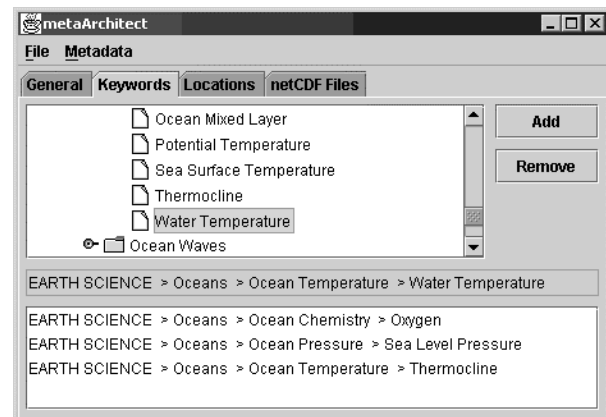 metaArchitect
File Metadata
General Keywords Locations netCDF Files
Ocean Mixed Layer
Potential Temperature
Sea Surface Temperature
Thermocline
Water Temperature
Ocean Waves
Add
Remove
EARTH SCIENCE > Oceans > Ocean Temperature > Water Temperature
EARTH SCIENCE > Oceans > Ocean Chemistry > Oxygen
EARTH SCIENCE > Oceans > Ocean Pressure > Sea Level Pressure
EARTH SCIENCE > Oceans > Ocean Temperature > Thermocline